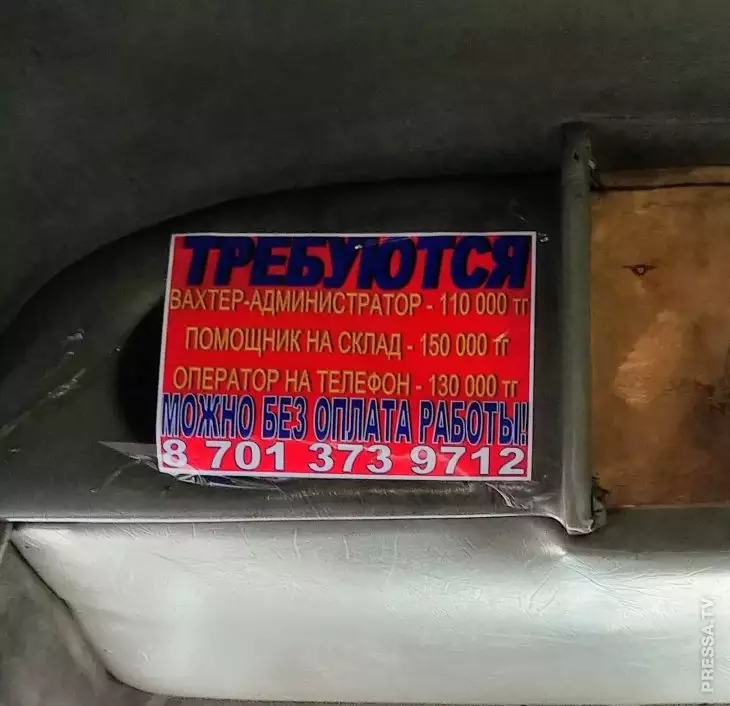 ТРЕБУЮТСЯ
ВАХТЕР-АДМИНИСТРАТОР - 110 000 тг
ПОМОЩНИК НА СКЛАД - 150 000 тг
ОПЕРАТОР НА ТЕЛЕФОН - 130 000 тг
МОЖНО БЕЗ ОПЛАТА РАБОТЫ!
8 701 373 9712
PRESSA.TV